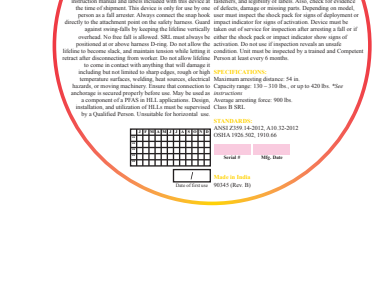 instruction manual and labels included with this device at
the time of shipment. This device is only for use by one
person as a fall arrester. Always connect the snap hook
directly to the attachment point on the safety harness. Guard
against swing-falls by keeping the lifeline vertically
overhead. No free fall is allowed. SRL must always be
positioned at or above harness D-ring. Do not allow the
lifeline to become slack, and maintain tension while letting it
retract after disconnecting from worker. Do not allow lifeline
to come in contact with anything that will damage it
including but not limited to sharp edges, rough or high
temperature surfaces, welding, heat sources, electrical
hazards, or moving machinery. Ensure that connection to
anchorage is secured properly before use. May be used as
a component of a PFAS in HLL applications. Design,
installation, and utilization of HLLs must be supervised
by a Qualified Person. Unsuitable for horizontal use.
J F M A M J J A S O N D
/
Date of first use
fasteners, and legibility of labels. Also, check for evidence
of defects, damage or missing parts. Depending on model,
user must inspect the shock pack for signs of deployment or
impact indicator for signs of activation. Device must be
taken out of service for inspection after arresting a fall or if
either the shock pack or impact indicator show signs of
activation. Do not use if inspection reveals an unsafe
condition. Unit must be inspected by a trained and Competent
Person at least every 6 months.
SPECIFICATIONS:
Maximum arresting distance: 54 in.
Capacity range: 130 – 310 lbs., or up to 420 lbs. *See
instructions
Average arresting force: 900 lbs.
Class B SRL
STANDARDS:
ANSI Z359.14-2012, A10.32-2012
OSHA 1926.502, 1910.66
Serial # Mfg. Date
Made in India
90345 (Rev. B)